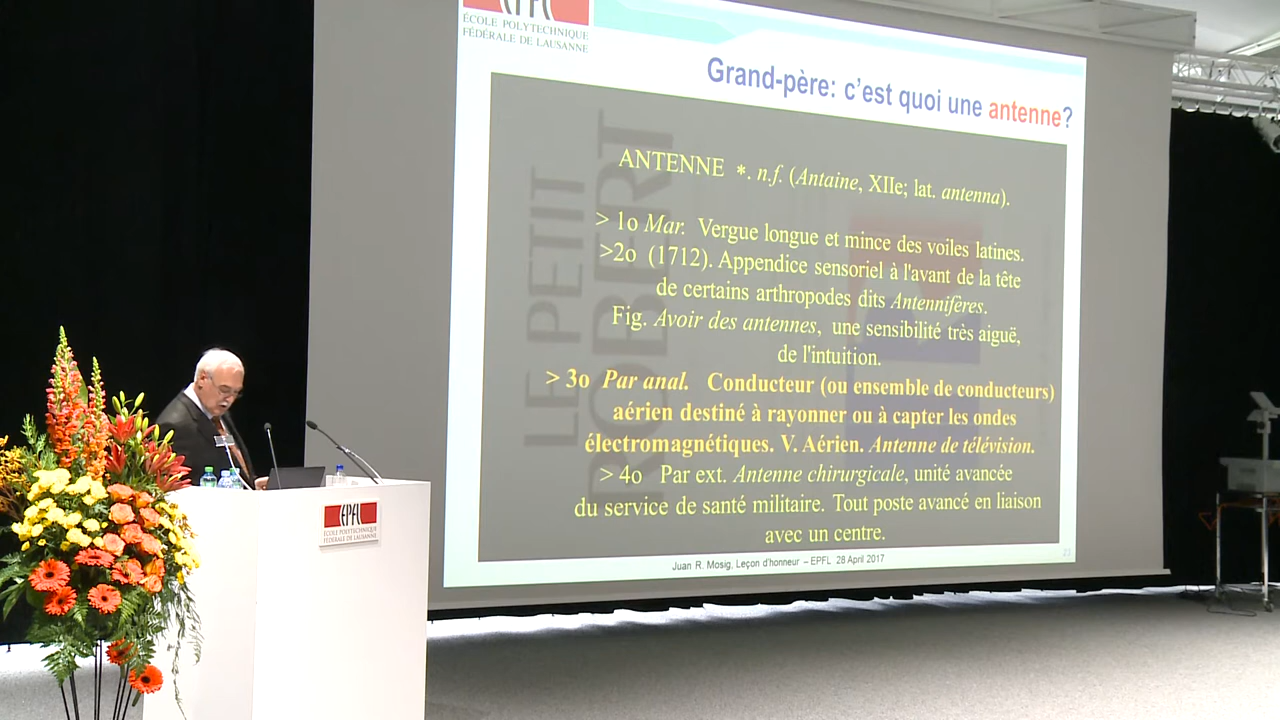 EPFL
ÉCOLE POLYTECHNIQUE
FÉDÉRALE DE LAUSANNE
Grand-père: c'est quoi une antenne?
LE PETIT
ROBERT
ANTENNE *. n.f. (Antaine, XIIe; lat. antenna).
> 1o Mar. Vergue longue et mince des voiles latines.
>2o (1712). Appendice sensoriel à l'avant de la tête
de certains arthropodes dits Antennifères.
Fig. Avoir des antennes, une sensibilité très aiguë,
de l'intuition.
> 3o Par anal. Conducteur (ou ensemble de conducteurs)
aérien destiné à rayonner ou à capter les ondes
électromagnétiques. V. Aérien. Antenne de télévision.
> 4o Par ext. Antenne chirurgicale, unité avancée
du service de santé militaire. Tout poste avancé en liaison
avec un centre.
Juan R. Mosig, Leçon d'honneur – EPFL 28 April 2017
23
EPFL
ÉCOLE POLYTECHNIQUE
FÉDÉRALE DE LAUSANNE